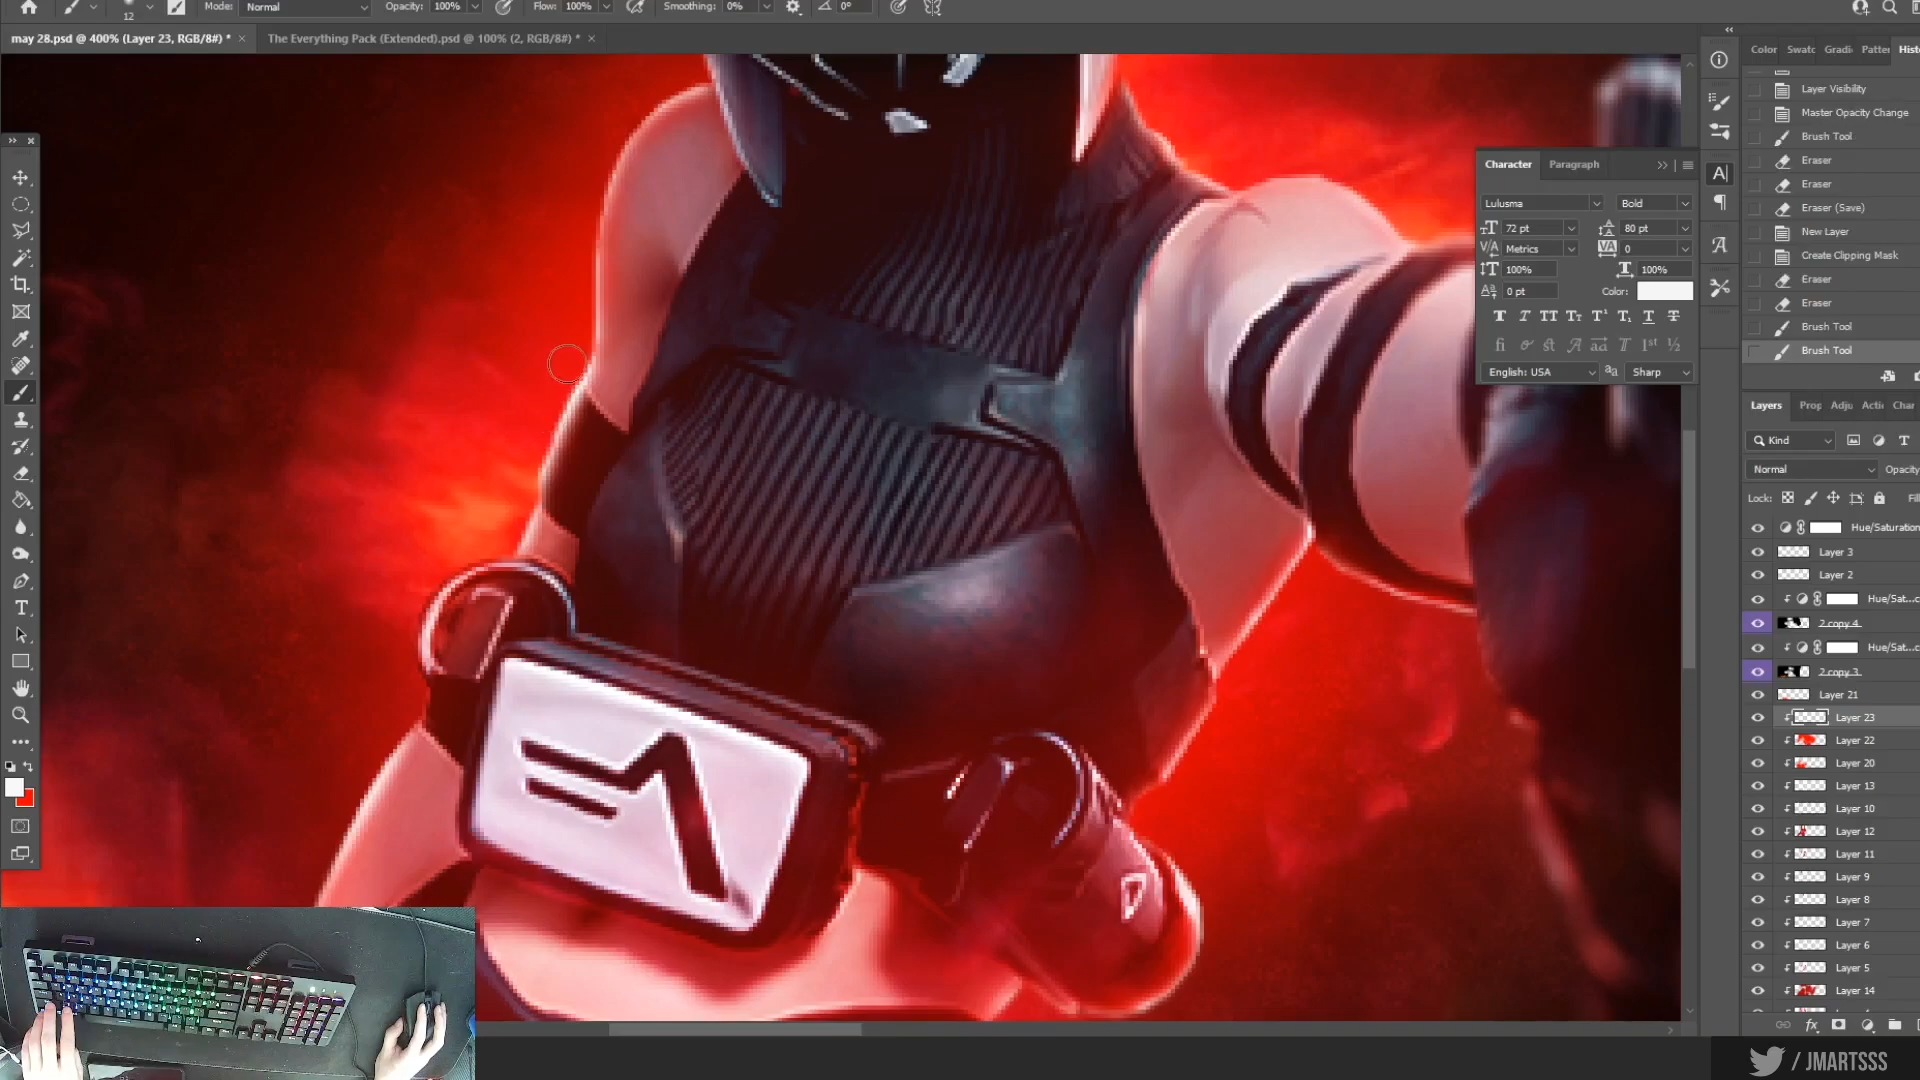 12
Mode:
Normal
Opacity:
100%
Flow:
100%
Smoothing:
0%
0°
may 28.psd @ 400% (Layer 23, RGB/8#) *
The Everything Pack (Extended).psd @ 100% (2, RGB/8#) *
Color
Swatc
Gradi
Patter
Layer Visibility
Master Opacity Change
Brush Tool
Eraser
Eraser
Eraser (Save)
New Layer
Create Clipping Mask
Eraser
Eraser
Brush Tool
Brush Tool
Character
Paragraph
Lulusma
Bold
72 pt
80 pt
Metrics
0
100%
100%
0 pt
Color:
English: USA
aa
Sharp
Layers
Prop
Adju
Acti
Char
Kind
Normal
Opacity
Lock:
Fil
Hue/Saturation
Layer 3
Layer 2
Hue/Sat...c
2 copy 4
Hue/Sat...c
2 copy 3
Layer 21
Layer 23
Layer 22
Layer 20
Layer 13
Layer 10
Layer 12
Layer 11
Layer 9
Layer 8
Layer 7
Layer 6
Layer 5
Layer 14
fx
/ JMARTSSS